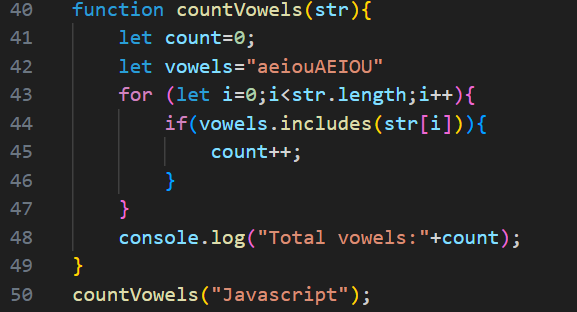 40 function countVowels(str){
41     let count=0;
42     let vowels="aeiouAEIOU"
43     for (let i=0;i<str.length;i++){
44         if(vowels.includes(str[i])){
45             count++;
46         }
47     }
48     console.log("Total vowels:"+count);
49 }
50 countVowels("Javascript");